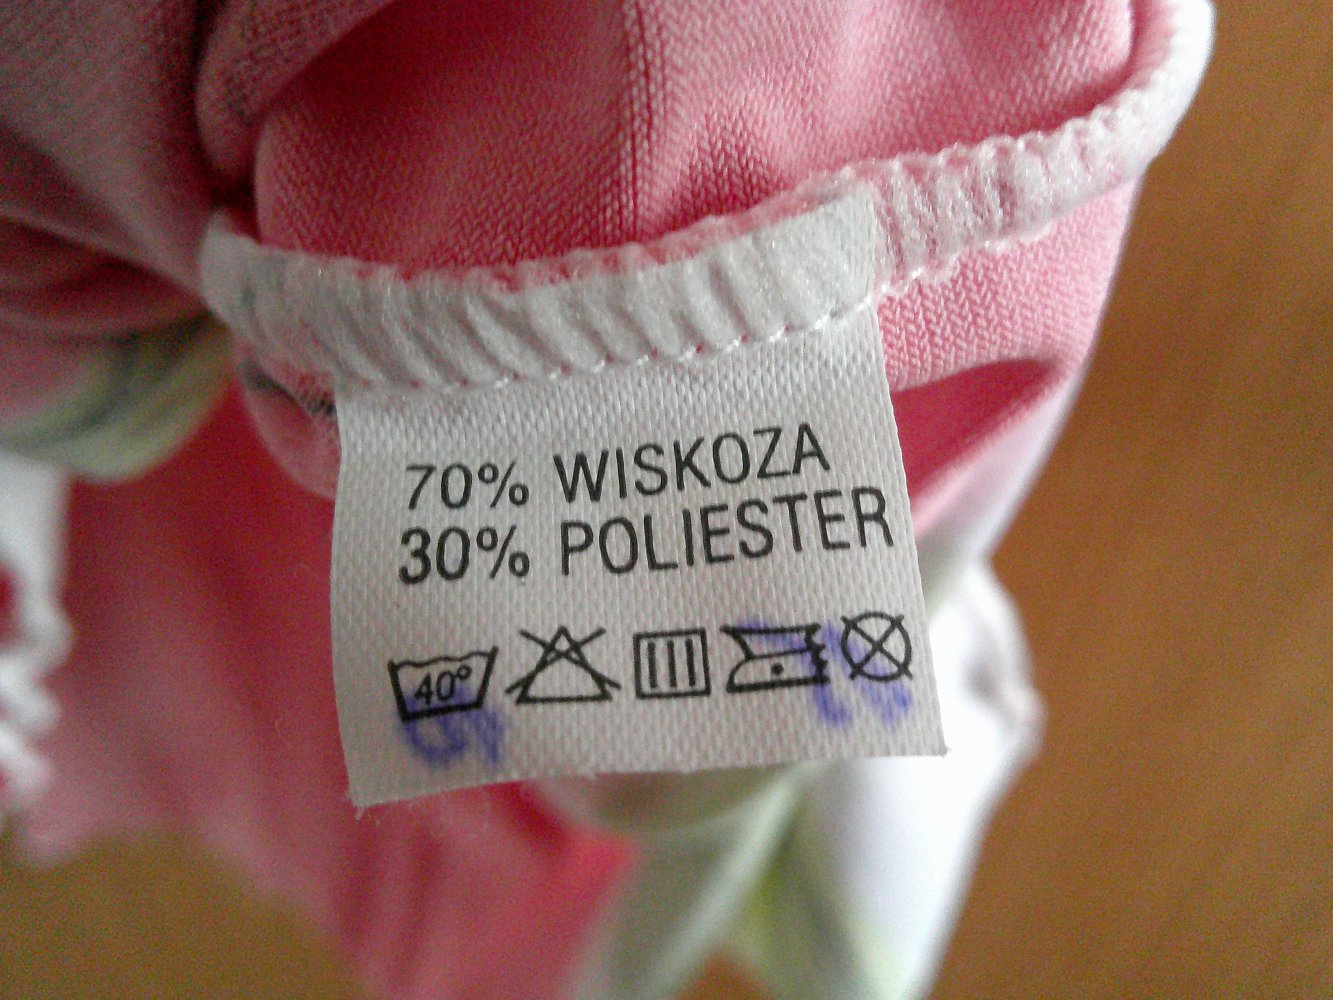 70% WISKOZA
30% POLIESTER
40°